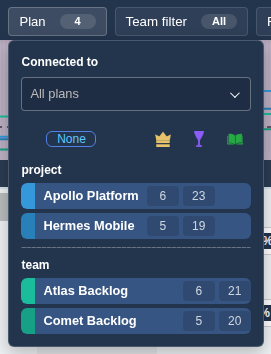 Plan 4 Team filter All F
Connected to
All plans
None
project
Apollo Platform 6 23
Hermes Mobile 5 19
%
team
Atlas Backlog 6 21
%
Comet Backlog 5 20